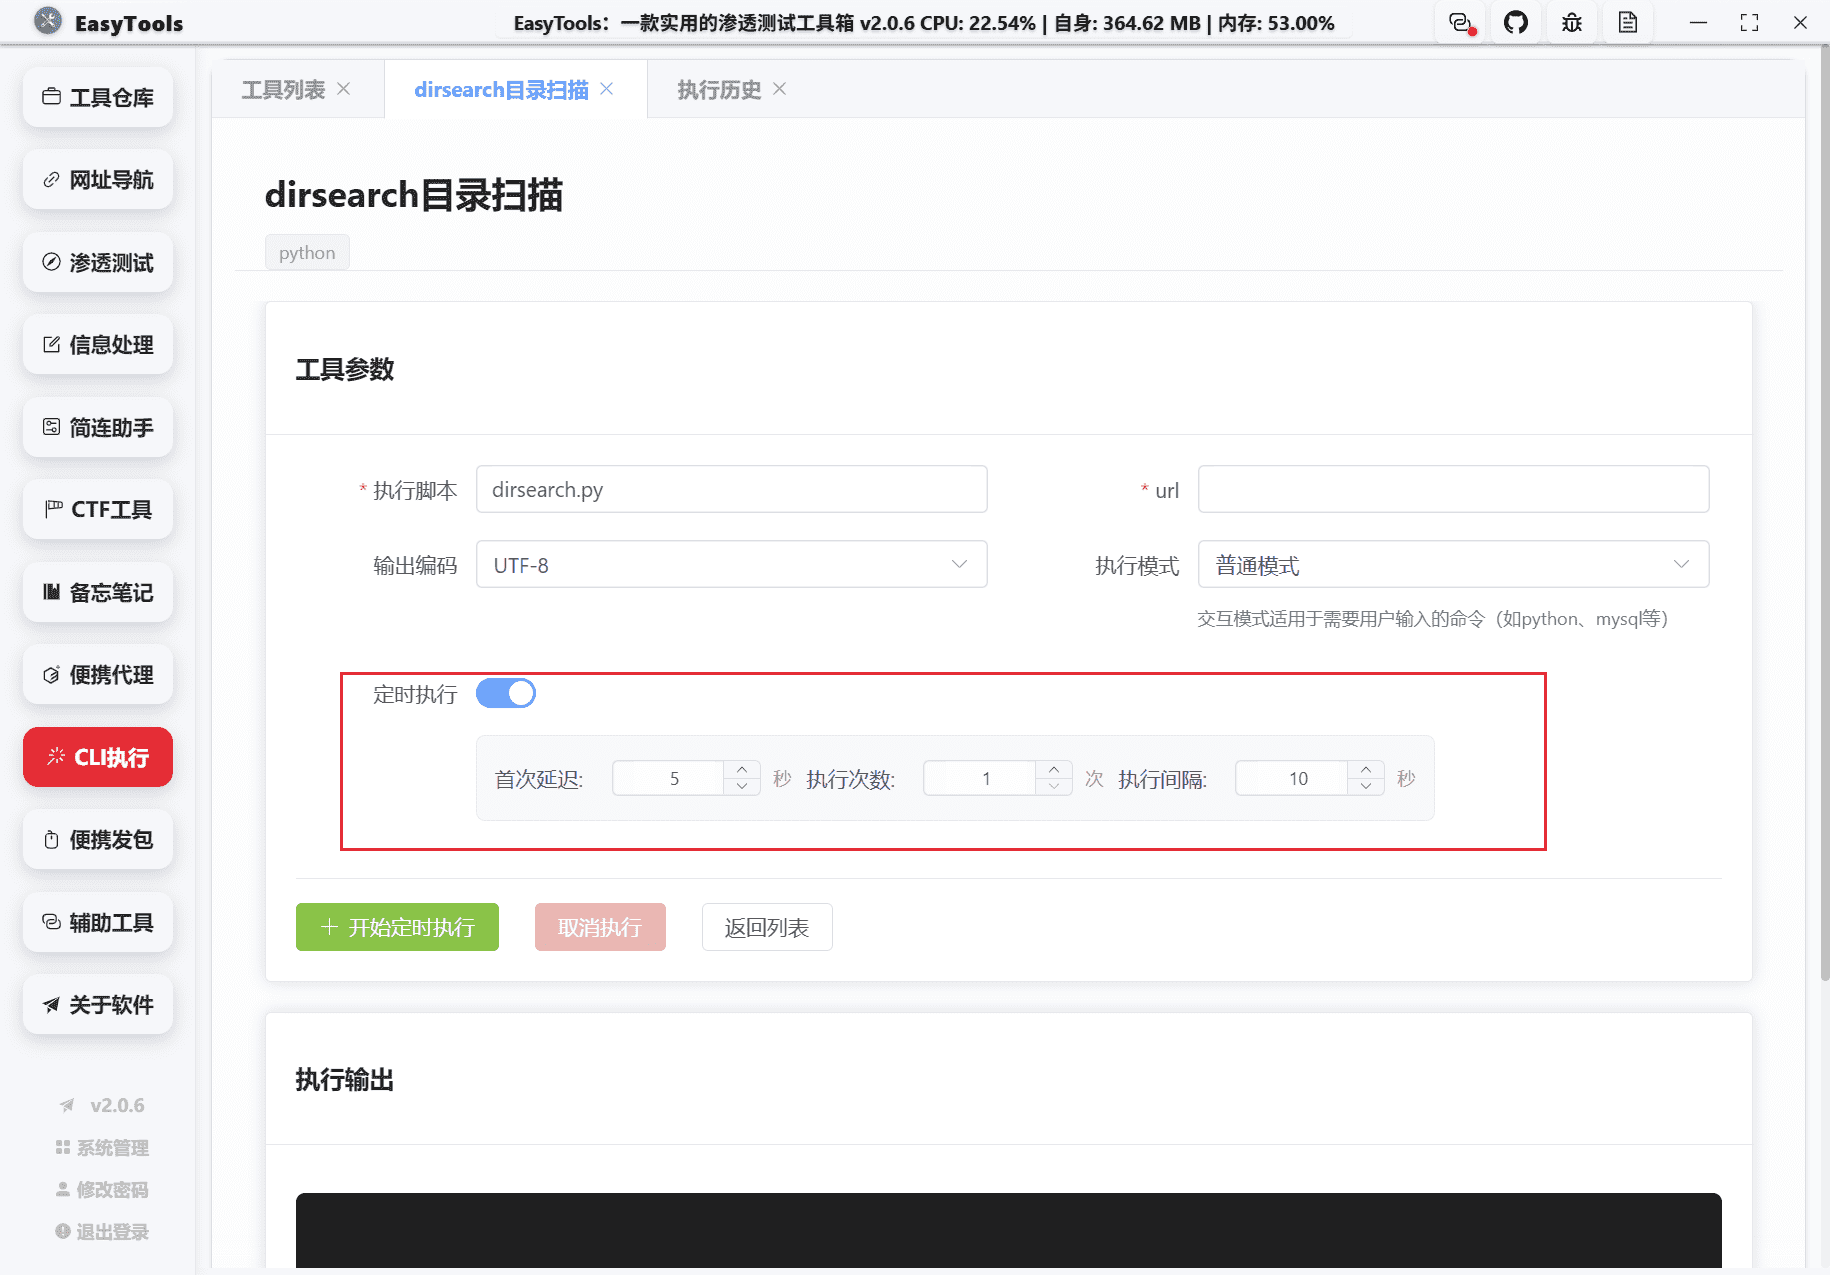 EasyTools
EasyTools：一款实用的渗透测试工具箱 v2.0.6 CPU: 22.54% | 自身: 364.62 MB | 内存: 53.00%
工具仓库
网址导航
渗透测试
信息处理
简连助手
CTF工具
备忘笔记
便携代理
CLI执行
便携发包
辅助工具
关于软件
v2.0.6
系统管理
修改密码
退出登录
工具列表
dirsearch目录扫描
执行历史
dirsearch目录扫描
python
工具参数
* 执行脚本 dirsearch.py
* url
输出编码 UTF-8
执行模式 普通模式
交互模式适用于需要用户输入的命令（如python、mysql等）
定时执行
首次延迟: 5 秒 执行次数: 1 次 执行间隔: 10 秒
开始定时执行
取消执行
返回列表
执行输出